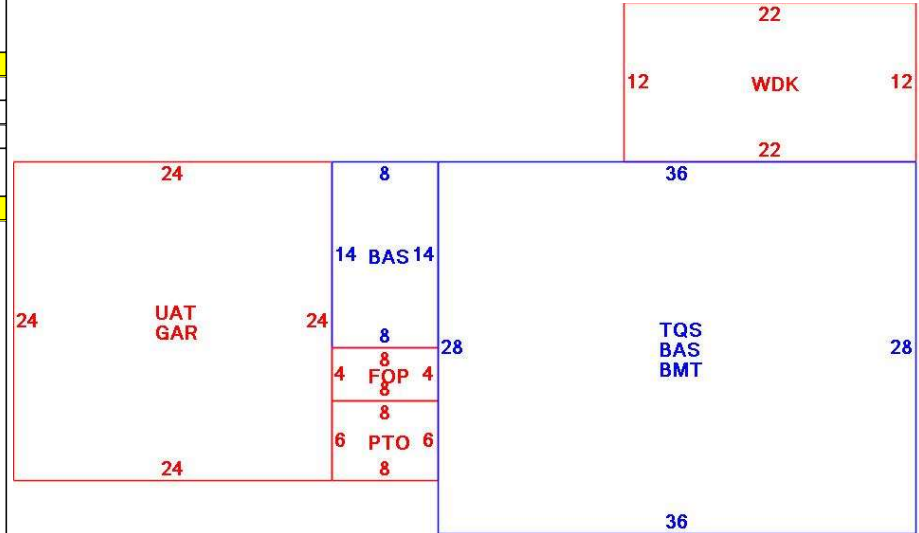 22
12 WDK 12
22
24 8 36
14 BAS 14
24 UAT 24
GAR
8
28 TQS 28
BAS
BMT
8
4 FOP 4
8
8
6 PTO 6
24 8
36